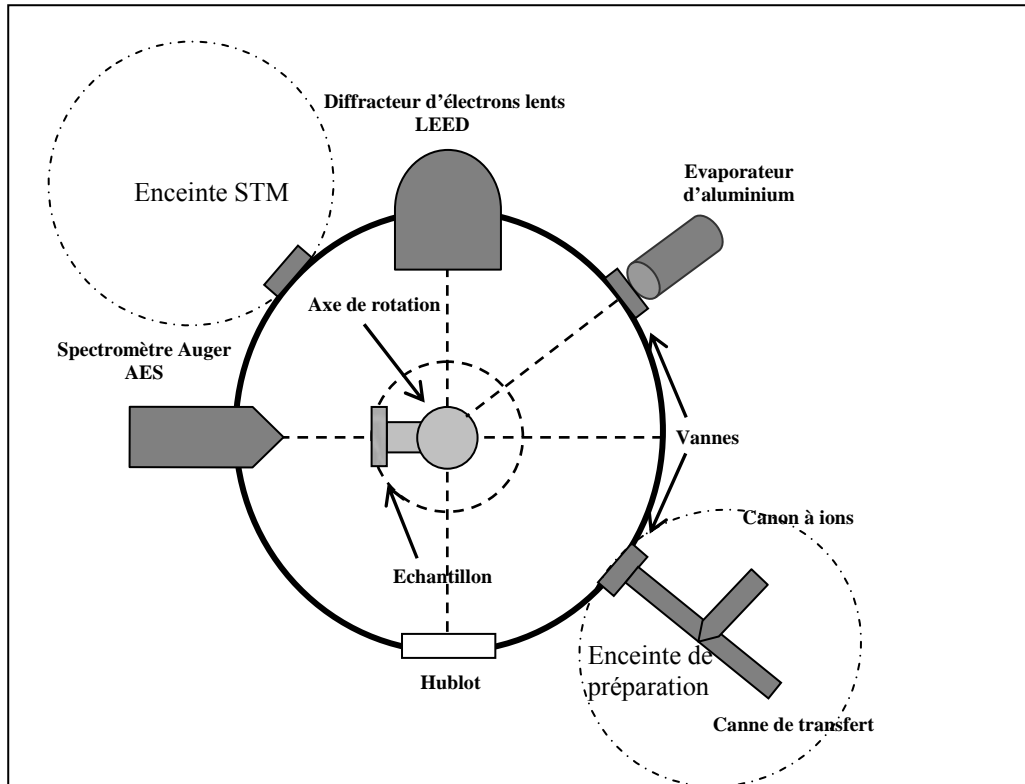 Diffracteur d'électrons lents
LEED
Evaporateur
d'aluminium
Enceinte STM
Axe de rotation
Spectromètre Auger
AES
Vannes
Canon à ions
Echantillon
Enceinte de
préparation
Hublot
Canne de transfert